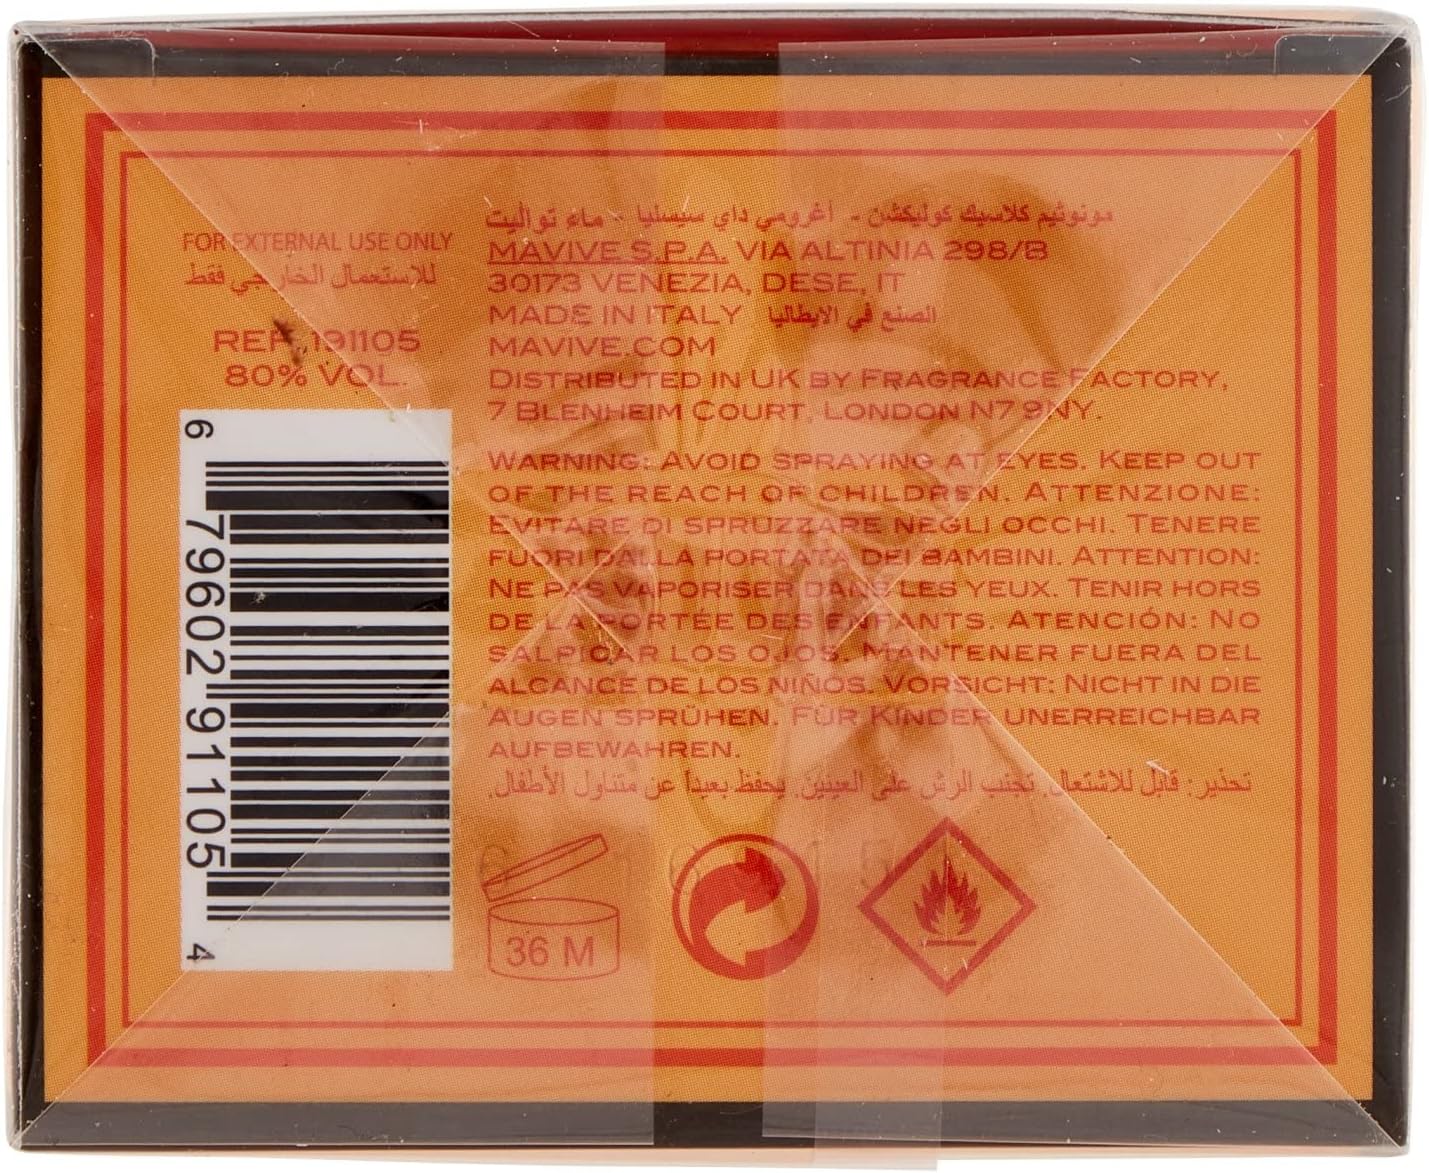 FOR EXTERNAL USE ONLY
للاستعمال الخارجي فقط
REF. 191105
80% VOL.
6 79602 91105 4
مونوثيم كلاسيك كوليكشن - أغرومي داي سيسليا - ماء تواليت
MAVIVE S.P.A. VIA ALTINIA 298/B
30173 VENEZIA, DESE, IT
MADE IN ITALY الصنع في الايطاليا
MAVIVE.COM
DISTRIBUTED IN UK BY FRAGRANCE FACTORY,
7 BLENHEIM COURT, LONDON N7 9NY.
WARNING: AVOID SPRAYING AT EYES. KEEP OUT
OF THE REACH OF CHILDREN. ATTENZIONE:
EVITARE DI SPRUZZARE NEGLI OCCHI. TENERE
FUORI DALLA PORTATA DEI BAMBINI. ATTENTION:
NE PAS VAPORISER DANS LES YEUX. TENIR HORS
DE LA PORTÉE DES ENFANTS. ATENCIÓN: NO
SALPICAR LOS OJOS. MANTENER FUERA DEL
ALCANCE DE LOS NIÑOS. VORSICHT: NICHT IN DIE
AUGEN SPRÜHEN. FÜR KINDER UNERREICHBAR
AUFBEWAHREN.
تحذير: قابل للاشتعال. تجنب الرش على العينين. يحفظ بعيدا عن متناول الأطفال.
36 M